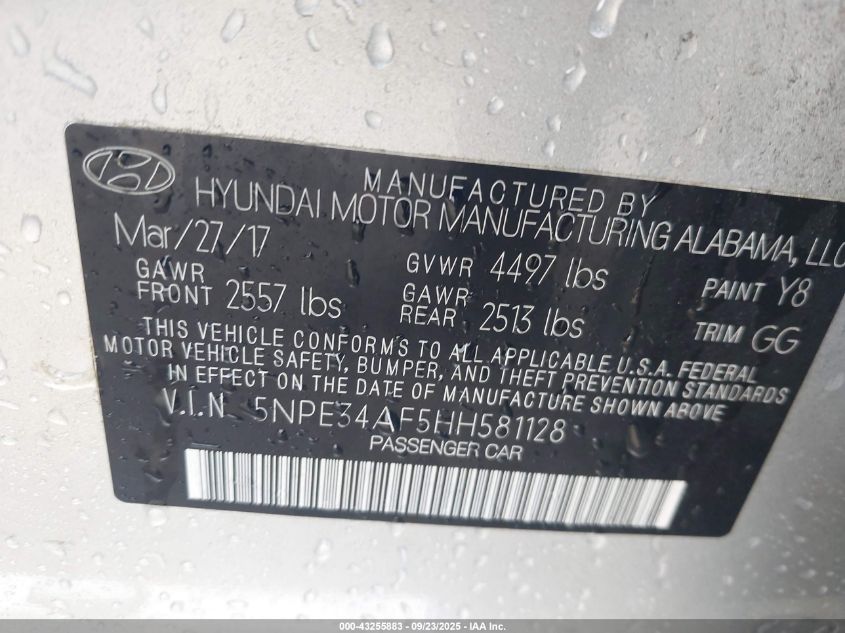 MANUFACTURED BY
HYUNDAI MOTOR MANUFACTURING ALABAMA, LLC
Mar/27/17
GVWR 4497 lbs
PAINT Y8
GAWR
FRONT 2557 lbs
GAWR
REAR 2513 lbs
TRIM GG
THIS VEHICLE CONFORMS TO ALL APPLICABLE U.S.A. FEDERAL
MOTOR VEHICLE SAFETY, BUMPER, AND THEFT PREVENTION STANDARDS
IN EFFECT ON THE DATE OF MANUFACTURE SHOWN ABOVE.
V.I.N 5NPE34AF5HH581128
PASSENGER CAR
000-43255883 - 09/23/2025 - IAA Inc.